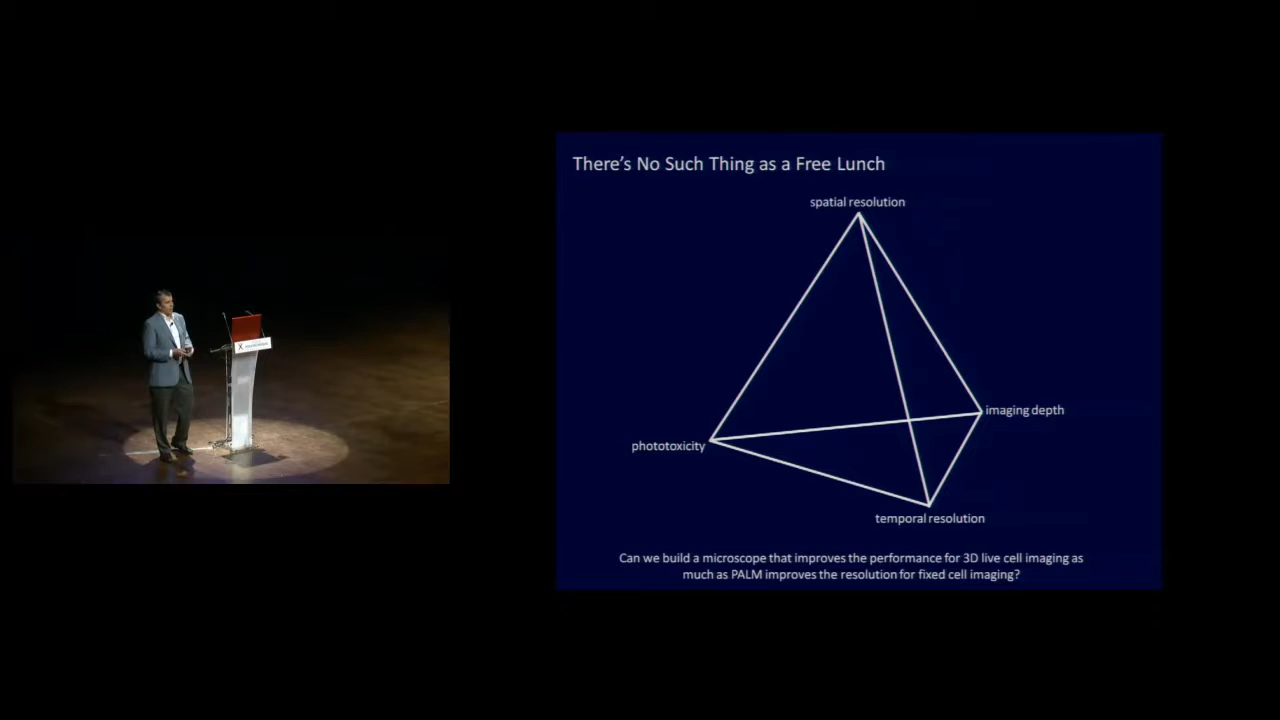 There's No Such Thing as a Free Lunch
spatial resolution
imaging depth
phototoxicity
temporal resolution
Can we build a microscope that improves the performance for 3D live cell imaging as
much as PALM improves the resolution for fixed cell imaging?